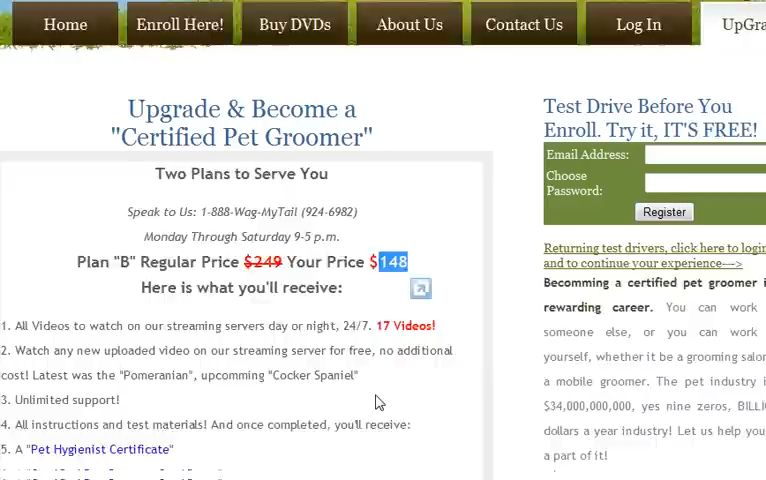 Home
Enroll Here!
Buy DVDs
About Us
Contact Us
Log In
Upgrade & Become a
"Certified Pet Groomer"
Two Plans to Serve You
Speak to Us: 1-888-Wag-MyTail (924-6982)
Monday Through Saturday 9-5 p.m.
Plan "B" Regular Price $249 Your Price $148
Here is what you'll receive:
1. All Videos to watch on our streaming servers day or night, 24/7. 17 Videos!
2. Watch any new uploaded video on our streaming server for free, no additional
cost! Latest was the "Pomeranian", upcomming "Cocker Spaniel"
3. Unlimited support!
4. All instructions and test materials! And once completed, you'll receive:
5. A "Pet Hygienist Certificate"
Test Drive Before You
Enroll. Try it, IT'S FREE!
Email Address:
Choose
Password:
Register
Returning test drivers, click here to login
and to continue your experience--->
Becomming a certified pet groomer i
rewarding career. You can work
someone else, or you can work
yourself, whether it be a grooming salon
a mobile groomer. The pet industry i
$34,000,000,000, yes nine zeros, BILLI
dollars a year industry! Let us help you
a part of it!